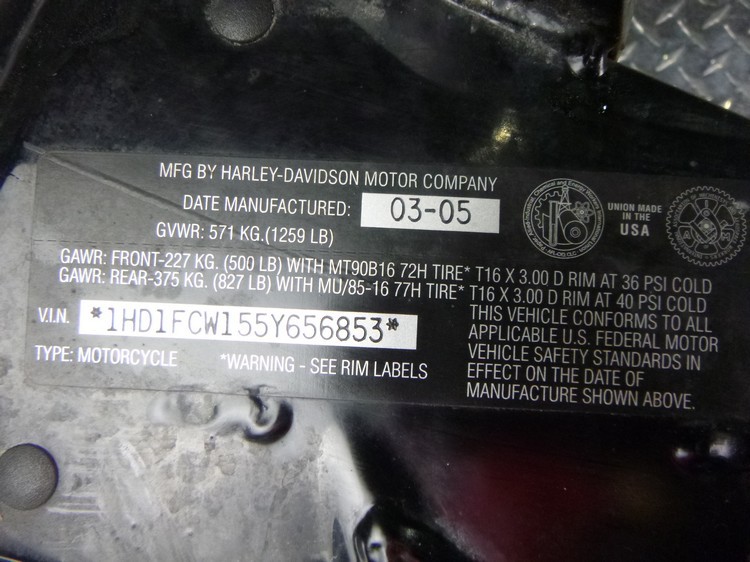 MFG BY HARLEY-DAVIDSON MOTOR COMPANY
DATE MANUFACTURED: 03-05
GVWR: 571 KG.(1259 LB)
UNION MADE
IN THE
USA
GAWR: FRONT-227 KG. (500 LB) WITH MT90B16 72H TIRE* T16 X 3.00 D RIM AT 36 PSI COLD
GAWR: REAR-375 KG. (827 LB) WITH MU/85-16 77H TIRE* T16 X 3.00 D RIM AT 40 PSI COLD
V.I.N. *1HD1FCW155Y656853*
TYPE: MOTORCYCLE *WARNING - SEE RIM LABELS
THIS VEHICLE CONFORMS TO ALL
APPLICABLE U.S. FEDERAL MOTOR
VEHICLE SAFETY STANDARDS IN
EFFECT ON THE DATE OF
MANUFACTURE SHOWN ABOVE.